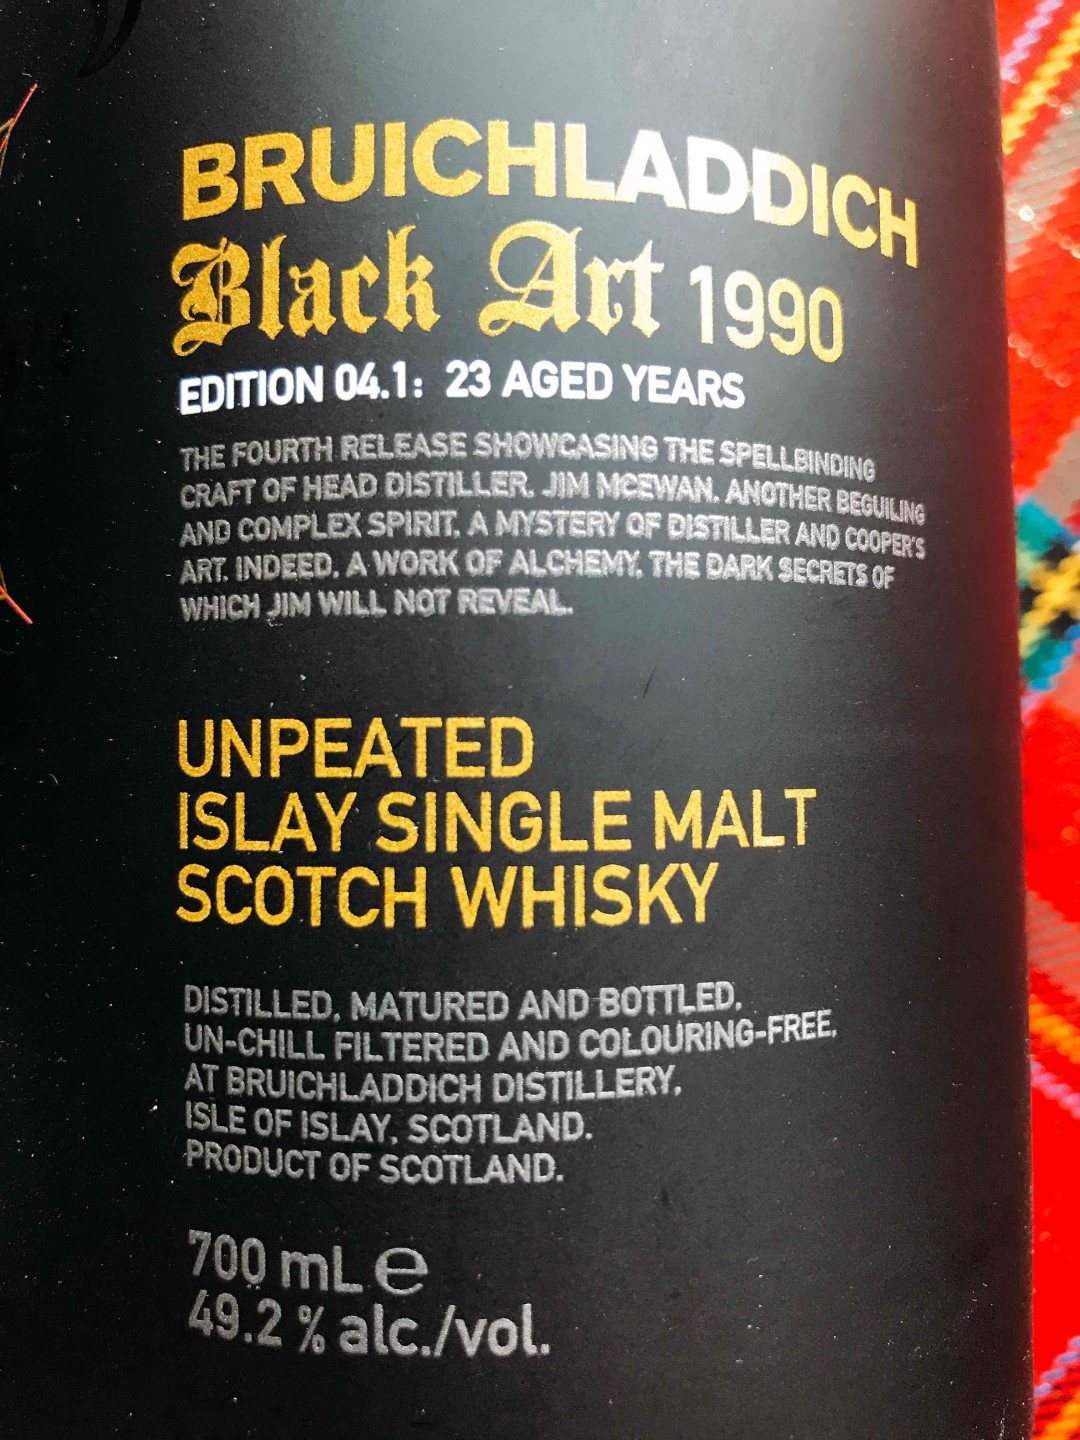 BRUICHLADDICH
Black Art 1990
EDITION 04.1: 23 AGED YEARS
THE FOURTH RELEASE SHOWCASING THE SPELLBINDING
CRAFT OF HEAD DISTILLER, JIM MCEWAN. ANOTHER BEGUILING
AND COMPLEX SPIRIT, A MYSTERY OF DISTILLER AND COOPER'S
ART. INDEED. A WORK OF ALCHEMY, THE DARK SECRETS OF
WHICH JIM WILL NOT REVEAL.
UNPEATED
ISLAY SINGLE MALT
SCOTCH WHISKY
DISTILLED, MATURED AND BOTTLED,
UN-CHILL FILTERED AND COLOURING-FREE,
AT BRUICHLADDICH DISTILLERY,
ISLE OF ISLAY, SCOTLAND.
PRODUCT OF SCOTLAND.
700 mL e
49.2 % alc./vol.